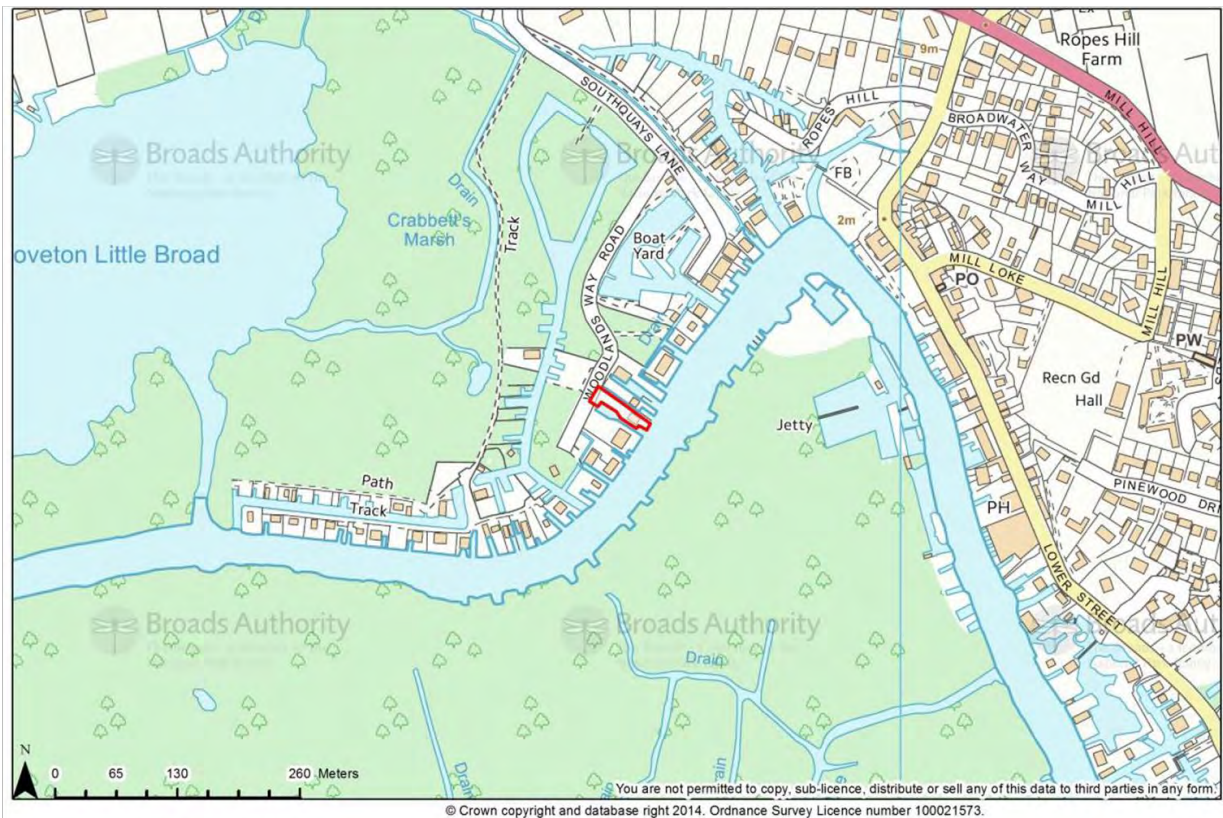 Ropes Hill
Farm
9m
MILL HILL
SOUTHQUAYS LANE
ROPES HILL
BROADWATER WAY
Broads Authority
Broads Aut
FB
MILL HILL
Drain
Crabbett's
Marsh
Track
2m
oveton Little Broad
Boat
Yard
WOODLANDS WAY ROAD
MILL LOKE
PO
MILL HILL
Drain
PW
Recn Gd
Hall
Jetty
Path
Track
PINEWOOD DRI
PH
LOWER STREET
Broads Authority
Broads Authority
Drain
Drain
N
0 65 130 260 Meters
You are not permitted to copy, sub-licence, distribute or sell any of this data to third parties in any form.
© Crown copyright and database right 2014. Ordnance Survey Licence number 100021573.